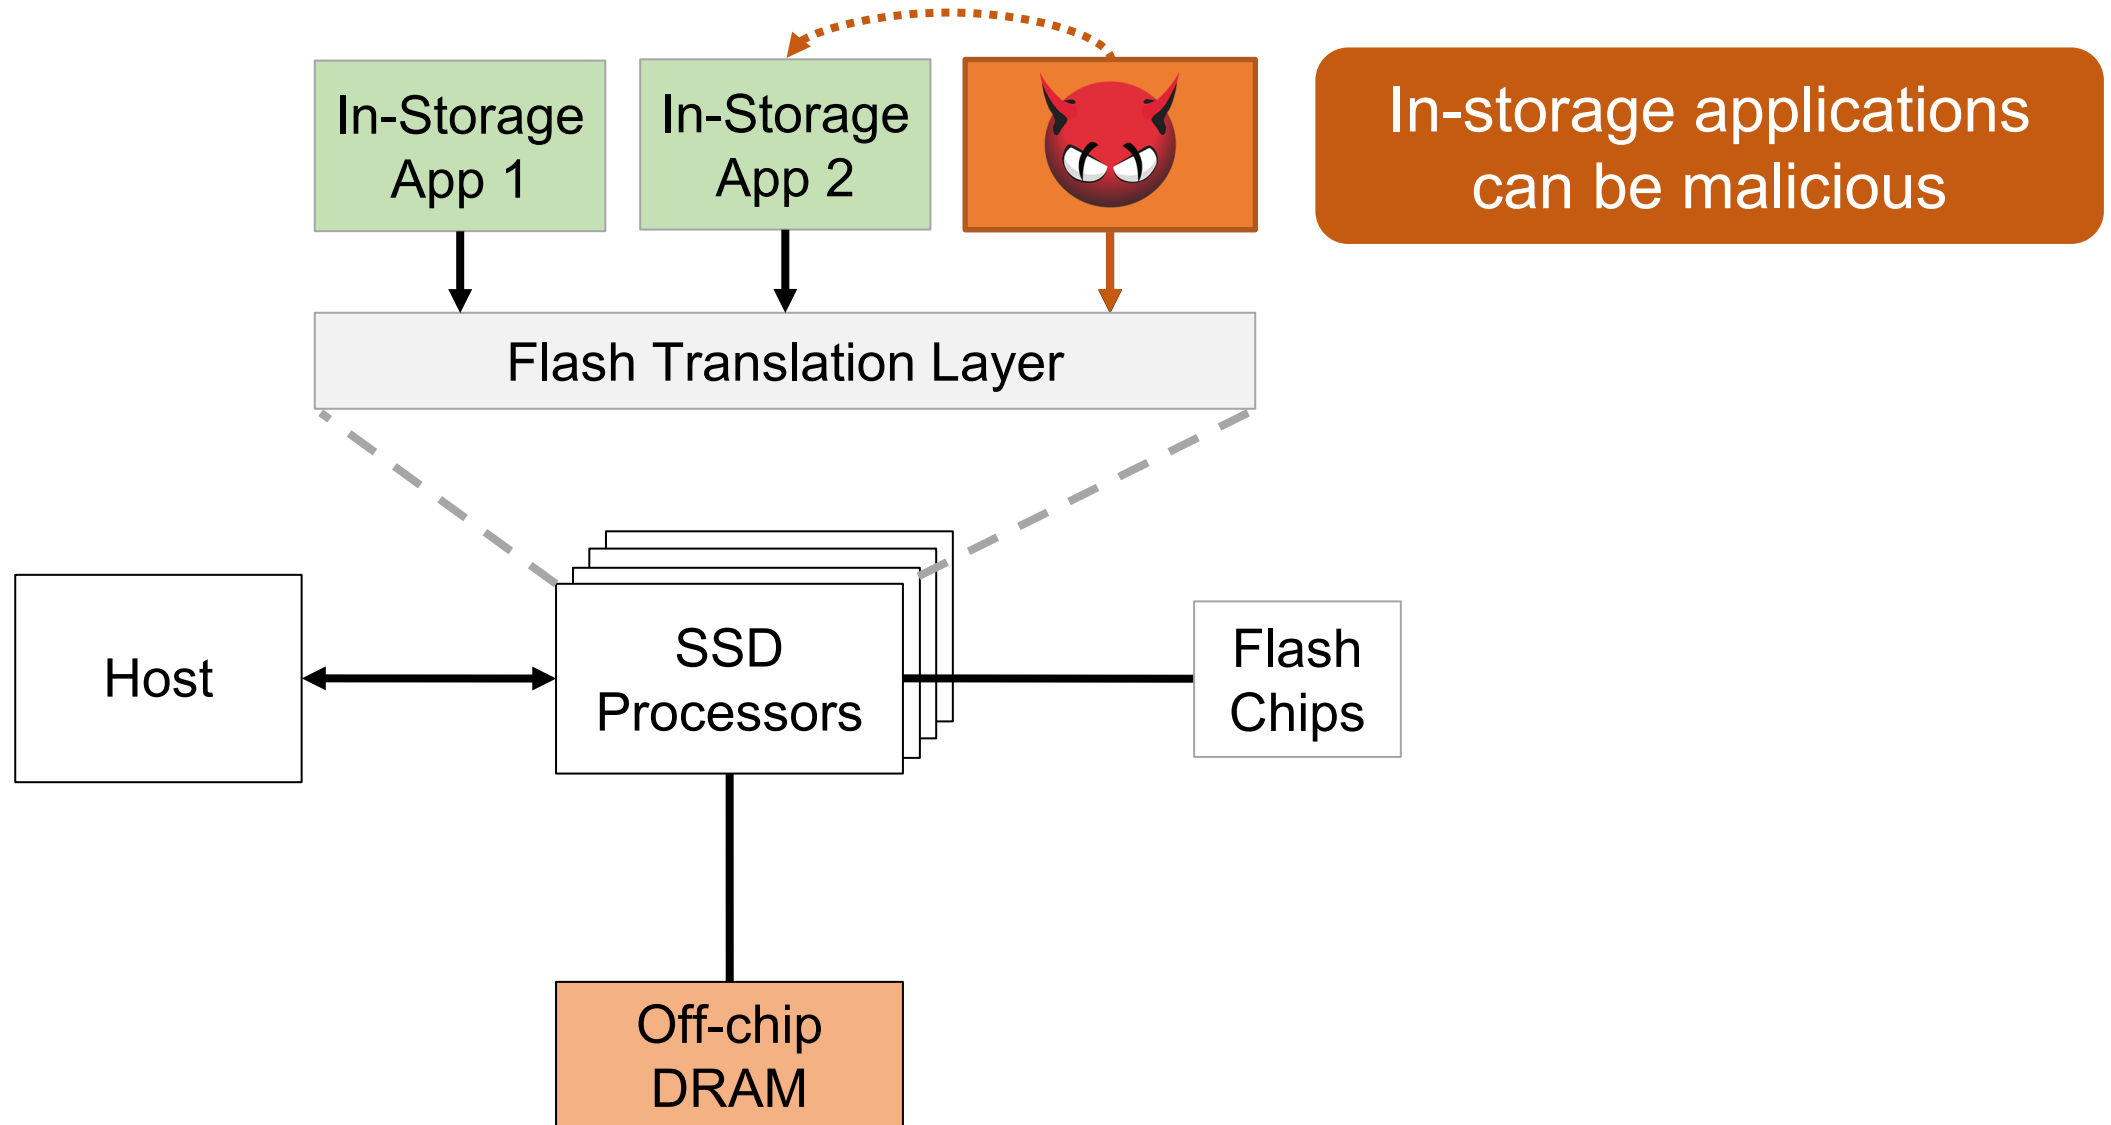 In-Storage
App 1
In-Storage
App 2
In-storage applications
can be malicious
Flash Translation Layer
Host
SSD
Processors
Flash
Chips
Off-chip
DRAM